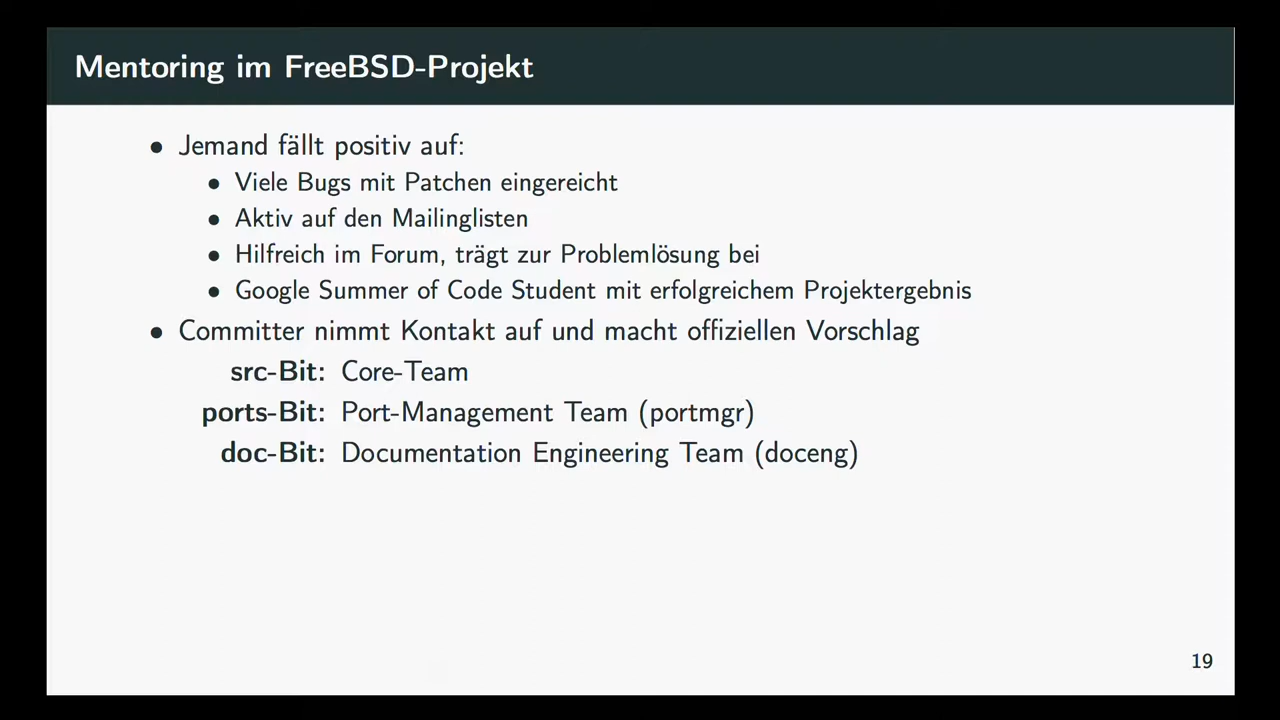 Mentoring im FreeBSD-Projekt
• Jemand fällt positiv auf:
• Viele Bugs mit Patchen eingereicht
• Aktiv auf den Mailinglisten
• Hilfreich im Forum, trägt zur Problemlösung bei
• Google Summer of Code Student mit erfolgreichem Projektergebnis
• Committer nimmt Kontakt auf und macht offiziellen Vorschlag
src-Bit: Core-Team
ports-Bit: Port-Management Team (portmgr)
doc-Bit: Documentation Engineering Team (doceng)
19